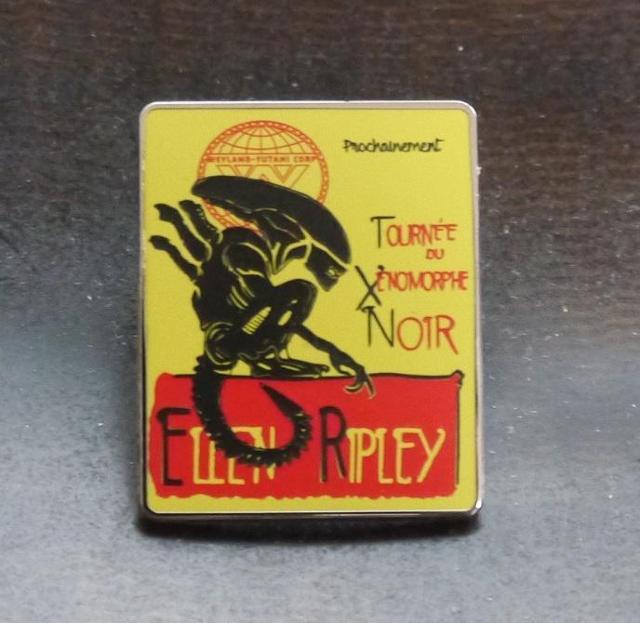 Prochainement
WEYLAND-YUTANI CORP
TOURNÉE
DU
XÉNOMORPHE
NOIR
ELLEN RIPLEY